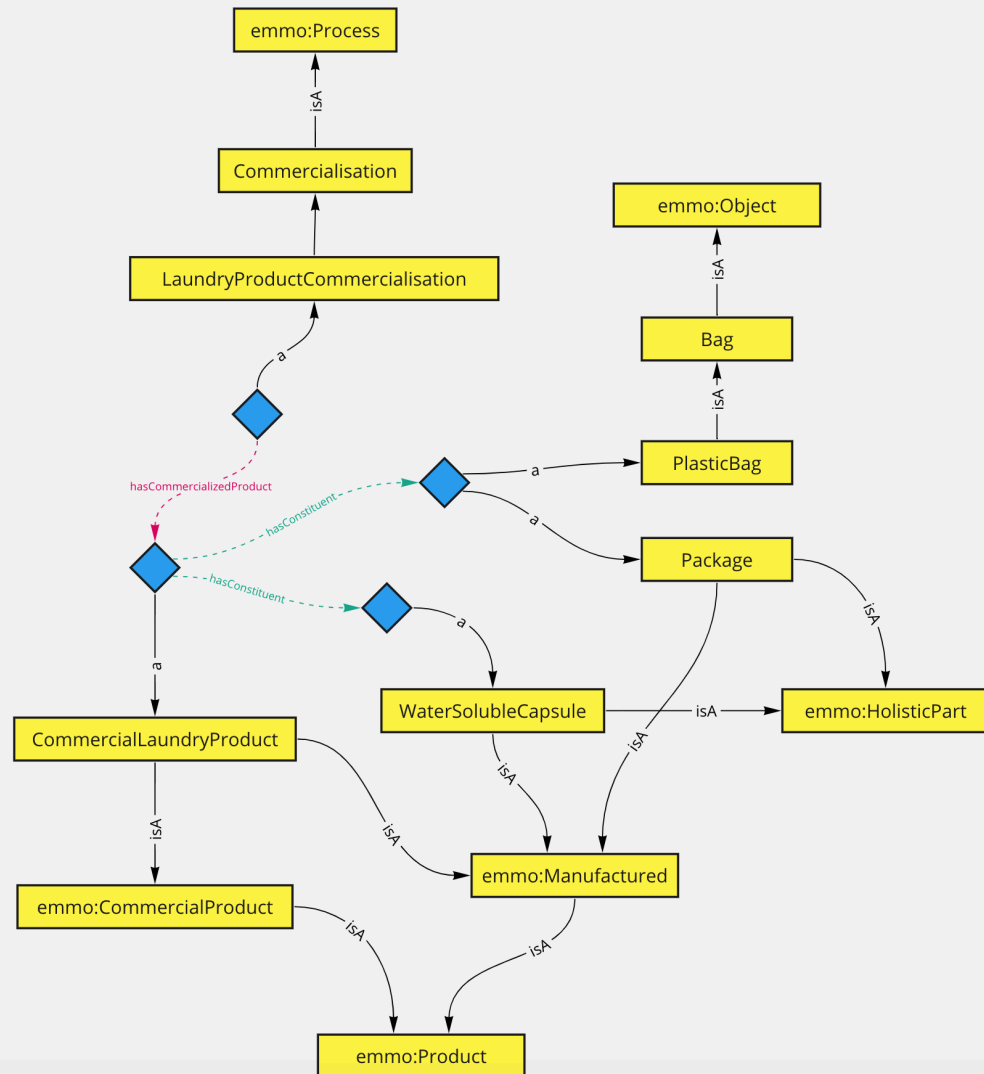 emmo:Process
isA
Commercialisation
emmo:Object
LaundryProductCommercialisation
isA
Bag
a
isA
PlasticBag
a
hasCommercializedProduct
hasConstituent
a
Package
hasConstituent
a
isA
a
WaterSolubleCapsule
isA
emmo:HolisticPart
CommercialLaundryProduct
isA
isA
isA
isA
emmo:Manufactured
emmo:CommercialProduct
isA
isA
emmo:Product